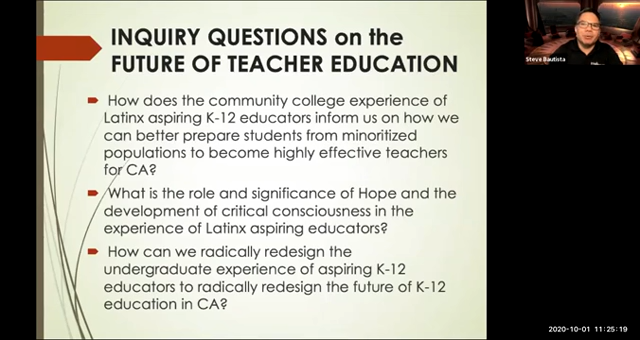 INQUIRY QUESTIONS on the
FUTURE OF TEACHER EDUCATION
How does the community college experience of
Latinx aspiring K-12 educators inform us on how we
can better prepare students from minoritized
populations to become highly effective teachers
for CA?
What is the role and significance of Hope and the
development of critical consciousness in the
experience of Latinx aspiring educators?
How can we radically redesign the
undergraduate experience of aspiring K-12
educators to radically redesign the future of K-12
education in CA?
Steve Bautista
2020-10-01 11:25:19